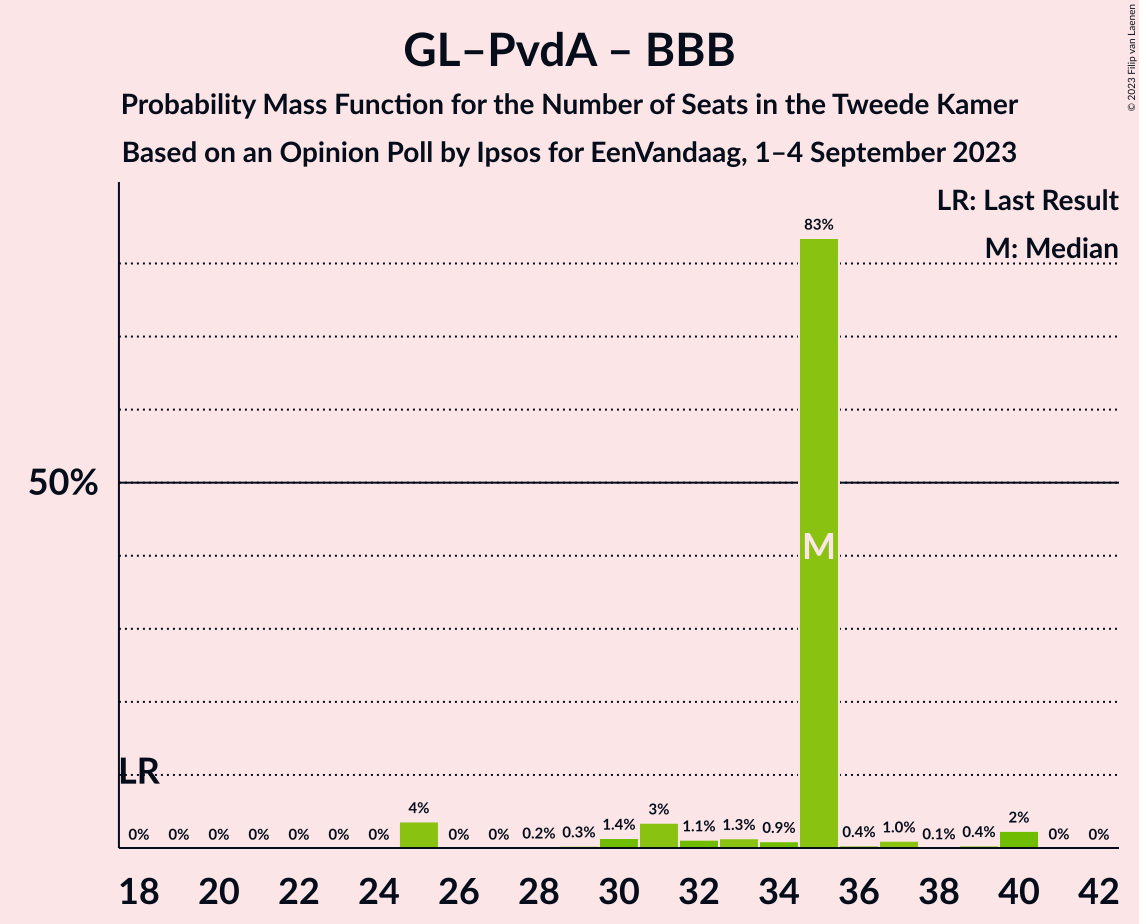 GL–PvdA – BBB
Probability Mass Function for the Number of Seats in the Tweede Kamer
Based on an Opinion Poll by Ipsos for EenVandaag, 1–4 September 2023
© 2023 Filip van Laenen
LR: Last Result
M: Median
83%
50%
M
LR
0% 0% 0% 0% 0% 0% 0% 4% 0% 0% 0.2% 0.3% 1.4% 3% 1.1% 1.3% 0.9% 0.4% 1.0% 0.1% 0.4% 2% 0% 0%
18 20 22 24 26 28 30 32 34 36 38 40 42